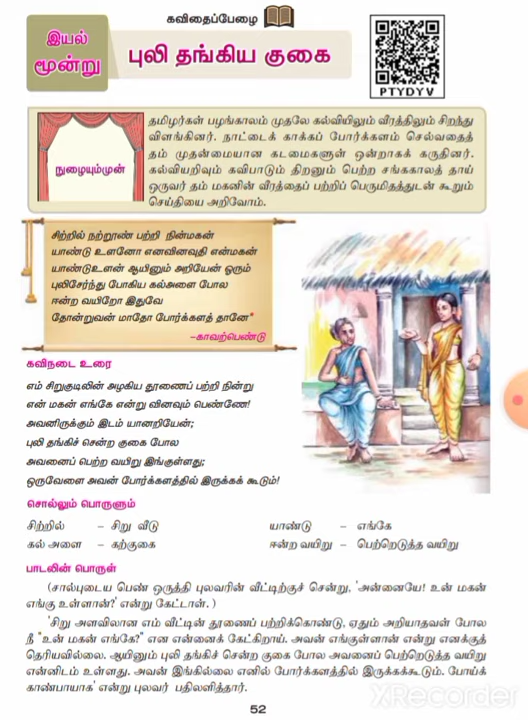 கவிதைப்பேழை
இயல்
மூன்று
புலி தங்கிய குகை
PTYDYV
நுழையும்முன்
தமிழர்கள் பழங்காலம் முதலே கல்வியிலும் வீரத்திலும் சிறந்து
விளங்கினர். நாட்டைக் காக்கப் போர்க்களம் செல்வதைத்
தம் முதன்மையான கடமைகளுள் ஒன்றாகக் கருதினர்.
கல்வியறிவும் கவிபாடும் திறனும் பெற்ற சங்ககாலத் தாய்
ஒருவர் தம் மகனின் வீரத்தைப் பற்றிப் பெருமிதத்துடன் கூறும்
செய்தியை அறிவோம்.
சிற்றில் நற்றூண் பற்றி நின்மகன்
யாண்டு உளனோ எனவினவுதி என்மகன்
யாண்டுஉளன் ஆயினும் அறியேன் ஒரும்
புலிசேர்ந்து போகிய கல்அளை போல
ஈன்ற வயிறோ இதுவே
தோன்றுவன் மாதோ போர்க்களத் தானே*
–காவற்பெண்டு
கவிநடை உரை
எம் சிறுகுடிலின் அழகிய தூணைப் பற்றி நின்று
என் மகன் எங்கே என்று வினவும் பெண்ணே!
அவனிருக்கும் இடம் யானறியேன்;
புலி தங்கிச் சென்ற குகை போல
அவனைப் பெற்ற வயிறு இங்குள்ளது;
ஒருவேளை அவன் போர்க்களத்தில் இருக்கக் கூடும்!
சொல்லும் பொருளும்
சிற்றில் – சிறு வீடு யாண்டு – எங்கே
கல் அளை – கற்குகை ஈன்ற வயிறு – பெற்றெடுத்த வயிறு
பாடலின் பொருள்
(சால்புடைய பெண் ஒருத்தி புலவரின் வீட்டிற்குச் சென்று, 'அன்னையே! உன் மகன்
எங்கு உள்ளான்?' என்று கேட்டாள். )
'சிறு அளவிலான எம் வீட்டின் தூணைப் பற்றிக்கொண்டு, ஏதும் அறியாதவள் போல
நீ "உன் மகன் எங்கே?" என என்னைக் கேட்கிறாய். அவன் எங்குள்ளான் என்று எனக்குத்
தெரியவில்லை. ஆயினும் புலி தங்கிச் சென்ற குகை போல அவனைப் பெற்றெடுத்த வயிறு
என்னிடம் உள்ளது. அவன் இங்கில்லை எனில் போர்க்களத்தில் இருக்கக்கூடும். போய்க்
காண்பாயாக' என்று புலவர் பதிலளித்தார்.
52
XRecorder